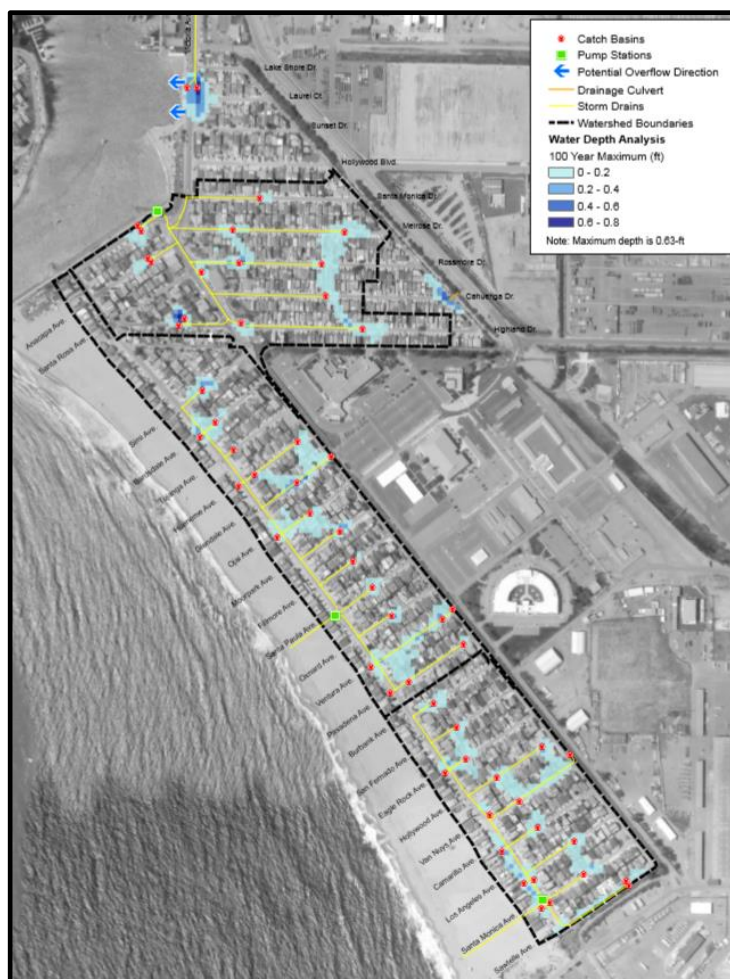 Catch Basins
Pump Stations
Potential Overflow Direction
Drainage Culvert
Storm Drains
Watershed Boundaries
Water Depth Analysis
100 Year Maximum (ft)
0 - 0.2
0.2 - 0.4
0.4 - 0.6
0.6 - 0.8
Note: Maximum depth is 0.63-ft
Victoria Ave
Lake Shore Dr.
Laurel Ct.
Sunset Dr.
Hollywood Blvd.
Santa Monica Dr.
Melrose Dr.
Rossmore Dr.
Cahuenga Dr.
Highland Dr.
Anacapa Ave.
Santa Rosa Ave.
Simi Ave.
Bardsdale Ave.
Hueneme Ave.
Ojai Ave.
Moorpark Ave.
Fillmore Ave.
Santa Paula Ave.
Oxnard Ave.
Ventura Ave.
Pasadena Ave.
Burbank Ave.
San Fernado Ave.
Eagle Rock Ave.
Hollywood Ave.
Van Nuys Ave.
Camarillo Ave.
Los Angeles Ave.
Santa Monica Ave.
Sawtelle Ave.